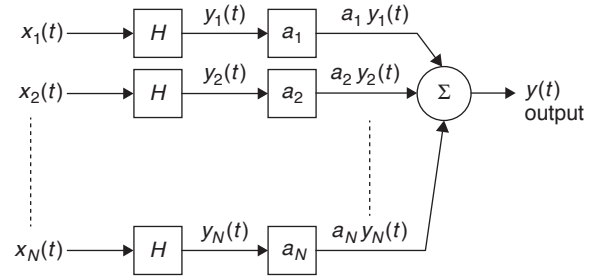 x1(t) H y1(t) a1 a1 y1(t)
x2(t) H y2(t) a2 a2 y2(t) Σ y(t)
output
xN(t) H yN(t) aN aN yN(t)